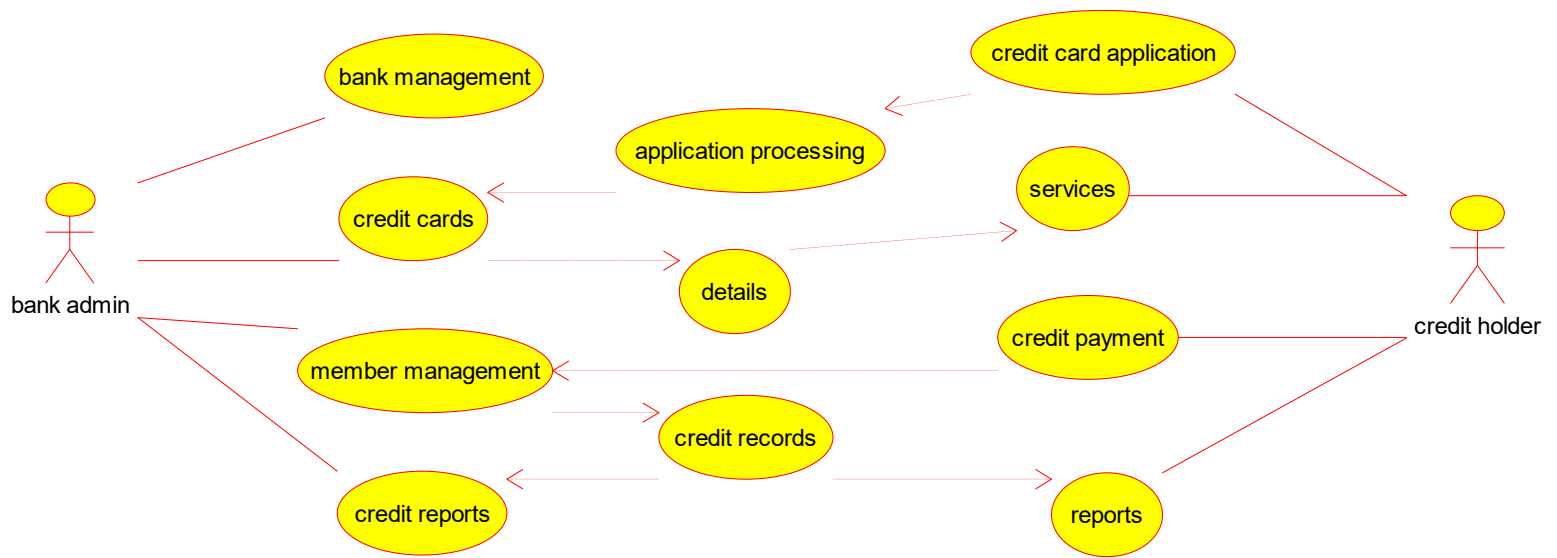 credit card application
bank management
application processing
services
credit cards
details
bank admin
credit holder
credit payment
member management
credit records
credit reports
reports